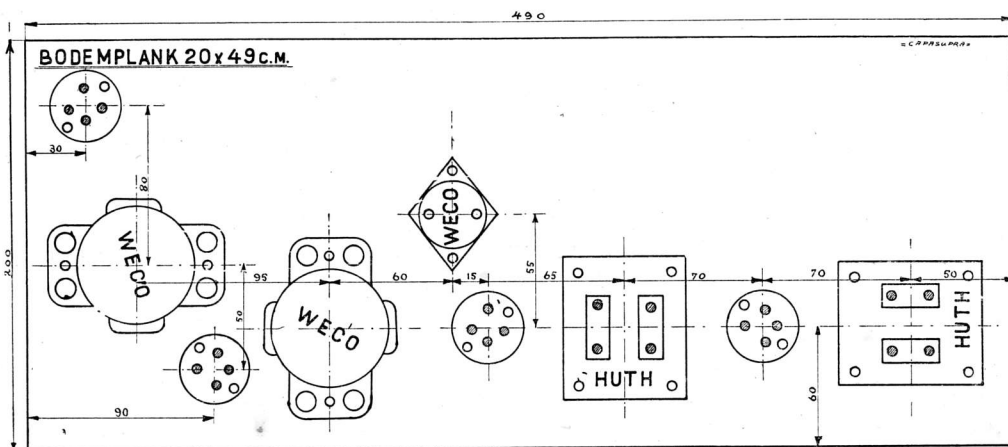 490
BODEMPLANK 20x49 C.M.
=CAPASUPRA=
30
80
WECO
WECO
200
95
60
15
55
65
70
70
50
50
WECO
HUTH
HUTH
90
60